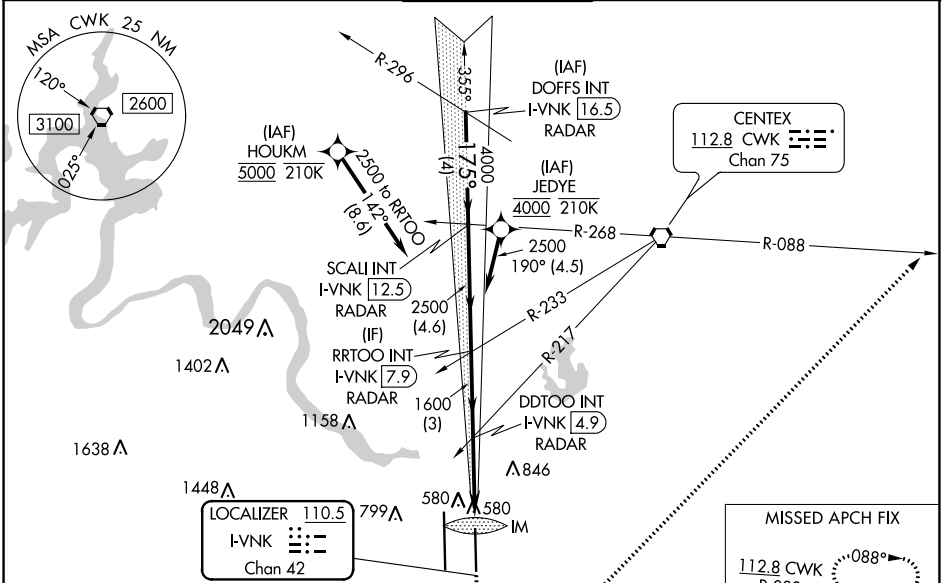 MSA CWK 25 NM
120°
3100
2600
025°
R-296
355°
(IAF)
DOFFS INT
I-VNK 16.5
RADAR
CENTEX
112.8 CWK
Chan 75
(IAF)
HOUKM
5000 210K
2500 to RRTOO
142°
(8.6)
4000
175°
(4)
(IAF)
JEDYE
4000 210K
R-268
R-088
2500
190° (4.5)
SCALI INT
I-VNK 12.5
RADAR
2500
(4.6)
R-233
R-217
(IF)
RRTOO INT
I-VNK 7.9
RADAR
1600
(3)
DDTOO INT
I-VNK 4.9
RADAR
2049
1402
1158
1638
1448
799
846
580
580
IM
LOCALIZER 110.5
I-VNK
Chan 42
MISSED APCH FIX
112.8 CWK
088°